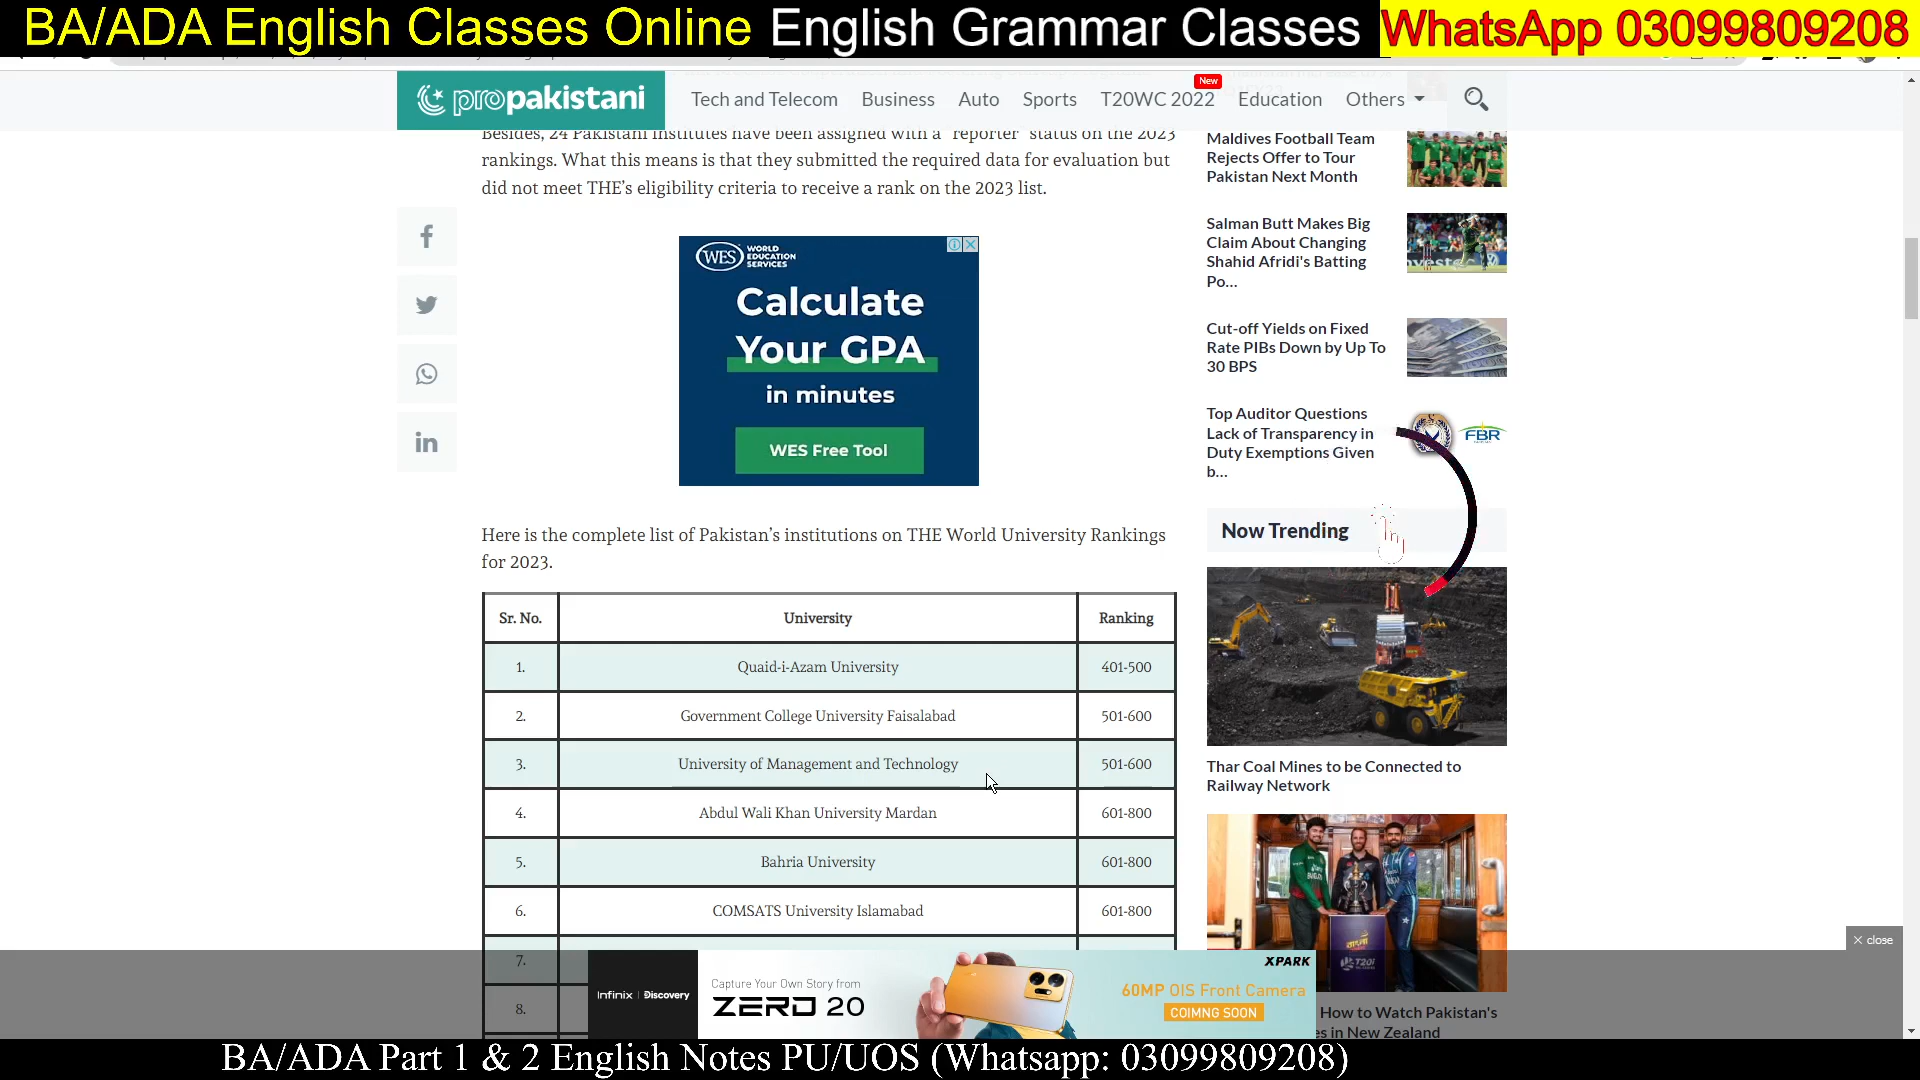 BA/ADA English Classes Online English Grammar Classes WhatsApp 03099809208
propakistani
Tech and Telecom Business Auto Sports T20WC 2022 New Education Others
Besides, 24 Pakistani institutes have been assigned with a "reporter" status on the 2023
rankings. What this means is that they submitted the required data for evaluation but
did not meet THE's eligibility criteria to receive a rank on the 2023 list.
WES WORLD
EDUCATION
SERVICES
Calculate
Your GPA
in minutes
WES Free Tool
Here is the complete list of Pakistan's institutions on THE World University Rankings
for 2023.
Sr. No. University Ranking
1. Quaid-i-Azam University 401-500
2. Government College University Faisalabad 501-600
3. University of Management and Technology 501-600
4. Abdul Wali Khan University Mardan 601-800
5. Bahria University 601-800
6. COMSATS University Islamabad 601-800
7.
8.
Maldives Football Team
Rejects Offer to Tour
Pakistan Next Month
Salman Butt Makes Big
Claim About Changing
Shahid Afridi's Batting
Po...
Cut-off Yields on Fixed
Rate PIBs Down by Up To
30 BPS
Top Auditor Questions
Lack of Transparency in
Duty Exemptions Given
b...
FBR
Now Trending
Thar Coal Mines to be Connected to
Railway Network
How to Watch Pakistan's
es in New Zealand
close
Infinix | Discovery
Capture Your Own Story from
ZERO 20
XPARK
60MP OIS Front Camera
COIMNG SOON
BA/ADA Part 1 & 2 English Notes PU/UOS (Whatsapp: 03099809208)